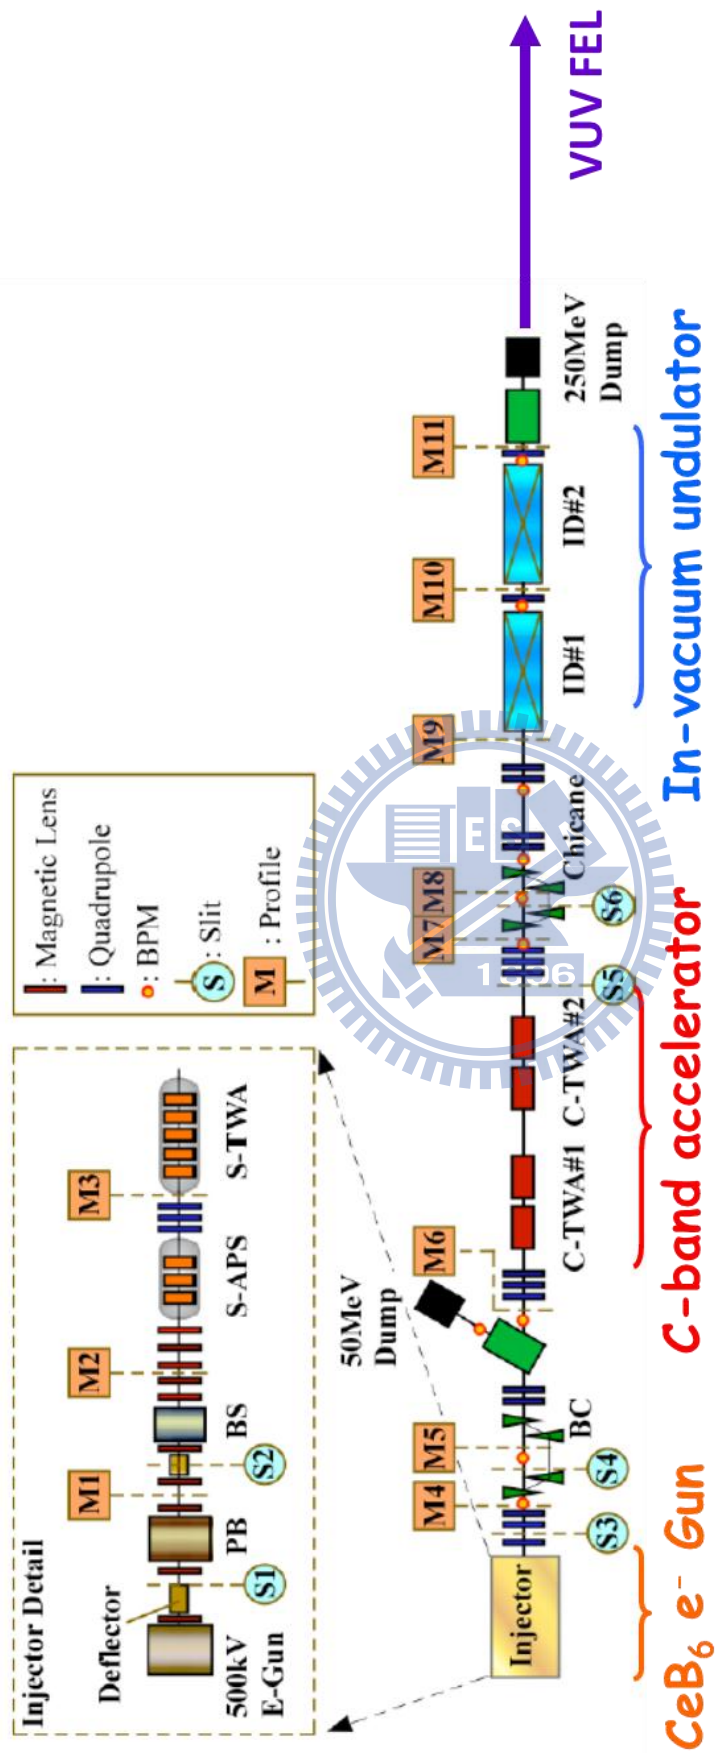 Injector Detail
Deflector
M1
M2
M3
500kV
E-Gun
PB
BS
S-APS
S-TWA
S1
S2
: Magnetic Lens
: Quadrupole
: BPM
S : Slit
M : Profile
50MeV
Dump
M4
M5
M6
M7
M8
M9
M10
M11
Injector
BC
C-TWA#1
C-TWA#2
Chicane
ID#1
ID#2
250MeV
Dump
VUV FEL
S3
S4
S5
S6
ES
1896
CeB₆ e⁻ Gun
C-band accelerator
In-vacuum undulator